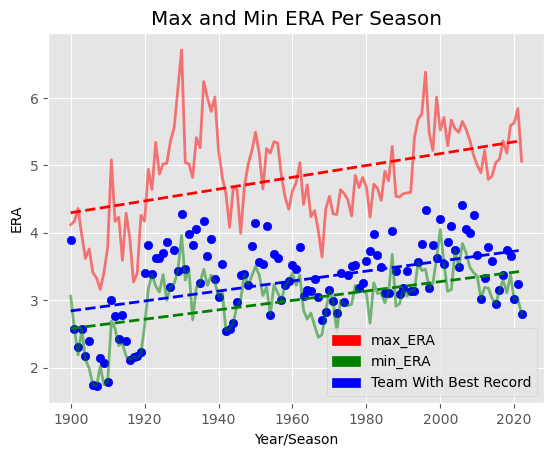 Max and Min ERA Per Season
ERA
6
5
4
3
2
max_ERA
min_ERA
Team With Best Record
1900 1920 1940 1960 1980 2000 2020
Year/Season